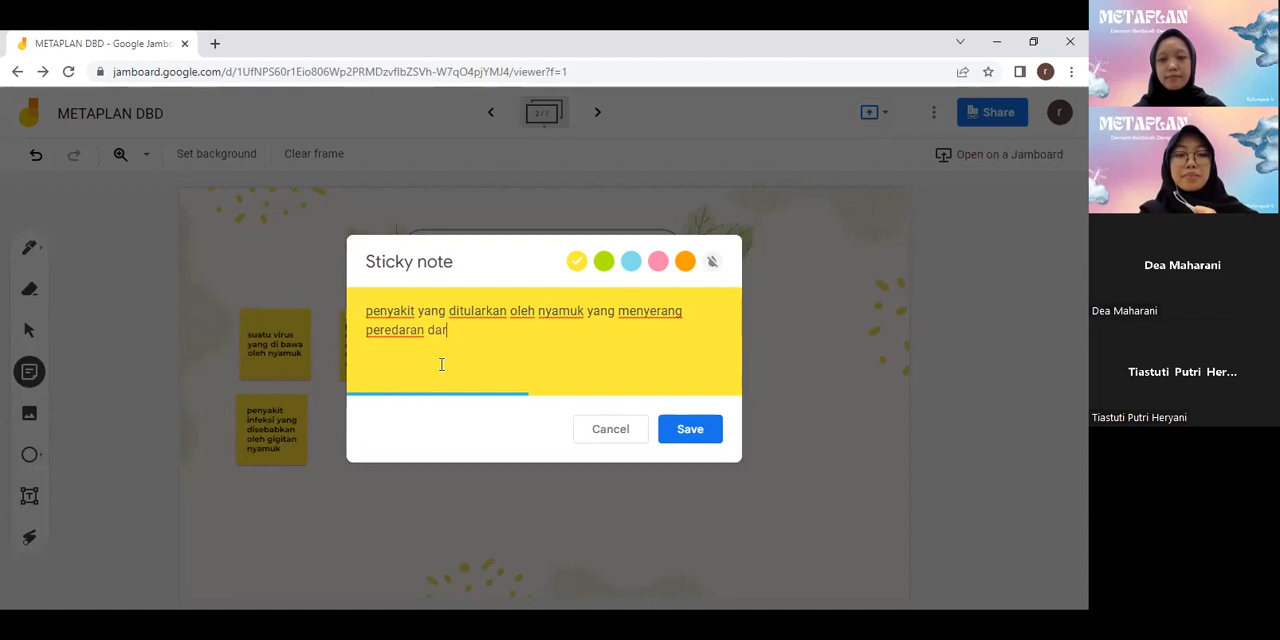 METAPLAN DBD - Google Jambo
jamboard.google.com/d/1UfNPS60r1Eio806Wp2PRMDzvflbZSVh-W7qO4pjYMJ4/viewer?f=1
r
METAPLAN DBD
2 / 7
Share
r
Set background
Clear frame
Open on a Jamboard
suatu virus
yang di bawa
oleh nyamuk
penyakit
infeksi yang
disebabkan
oleh gigitan
nyamuk
Sticky note
penyakit yang ditularkan oleh nyamuk yang menyerang
peredaran dar
Cancel
Save
METAPLAN
METAPLAN
Dea Maharani
Dea Maharani
Tiastuti Putri Her...
Tiastuti Putri Heryani